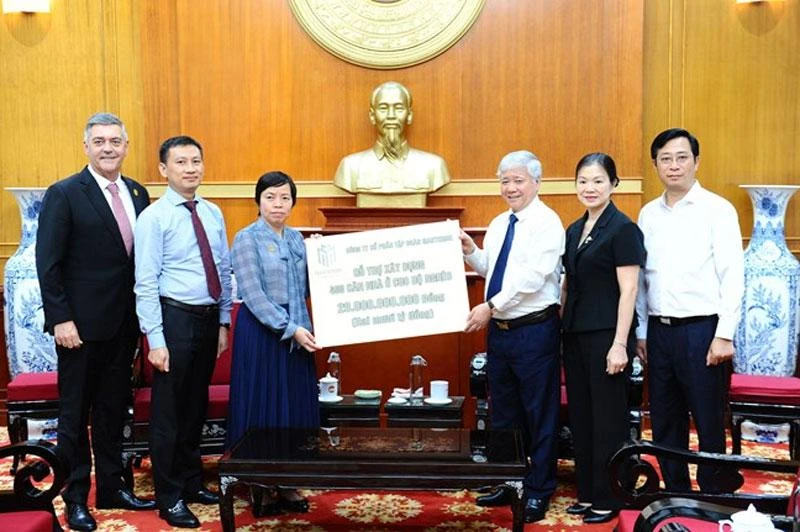 CÔNG TY CỔ PHẦN TẬP ĐOÀN
HỖ TRỢ XÂY DỰNG
400 CĂN NHÀ Ở CHO HỘ NGHÈO
20.000.000.000 ĐỒNG
(Hai mươi tỷ đồng)